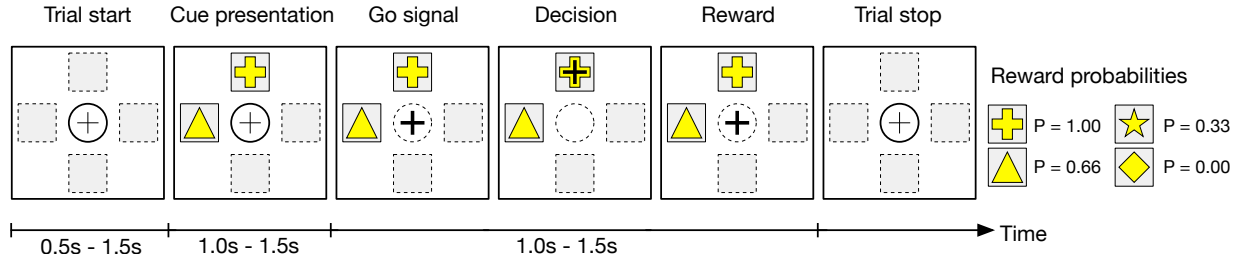 Trial start
Cue presentation
Go signal
Decision
Reward
Trial stop
Reward probabilities
P = 1.00
P = 0.33
P = 0.66
P = 0.00
0.5s - 1.5s
1.0s - 1.5s
1.0s - 1.5s
Time